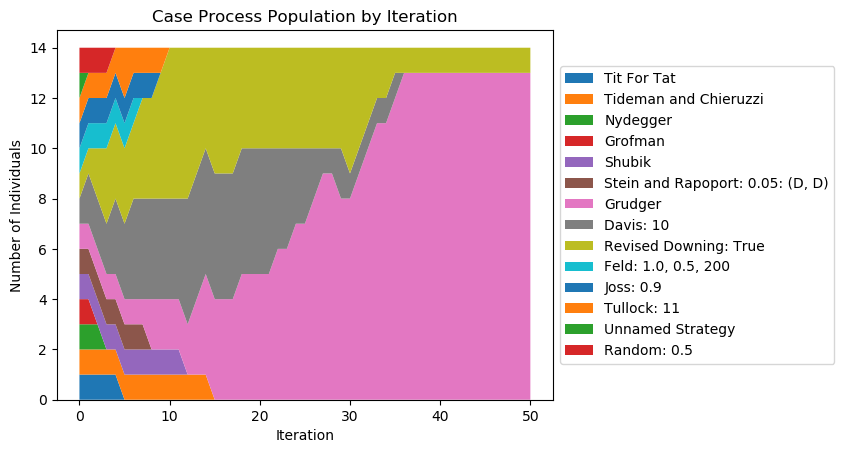 Case Process Population by Iteration
Number of Individuals
14
12
10
8
6
4
2
0
0 10 20 30 40 50
Iteration
Tit For Tat
Tideman and Chieruzzi
Nydegger
Grofman
Shubik
Stein and Rapoport: 0.05: (D, D)
Grudger
Davis: 10
Revised Downing: True
Feld: 1.0, 0.5, 200
Joss: 0.9
Tullock: 11
Unnamed Strategy
Random: 0.5